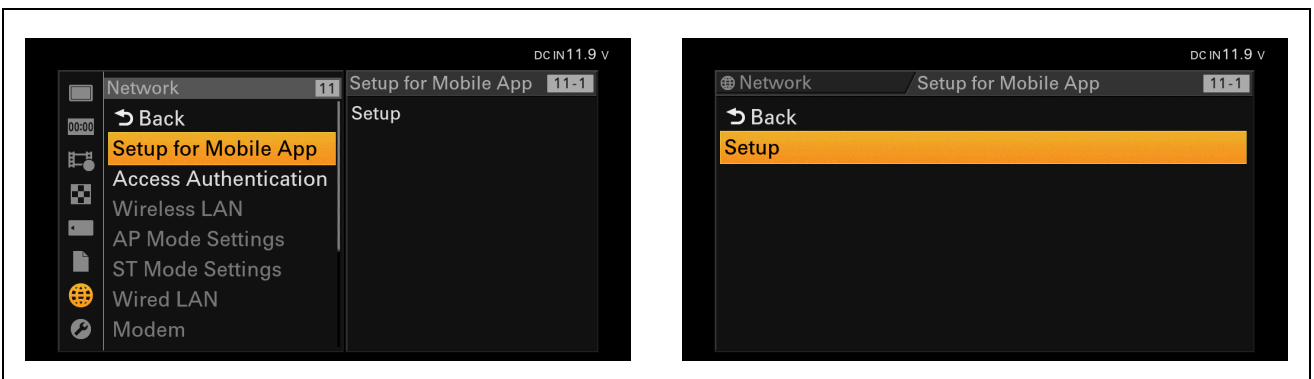 DC IN 11.9 V
Network 11
Back
Setup for Mobile App
Access Authentication
Wireless LAN
AP Mode Settings
ST Mode Settings
Wired LAN
Modem
00:00
Setup for Mobile App 11-1
Setup
DC IN 11.9 V
Network Setup for Mobile App 11-1
Back
Setup